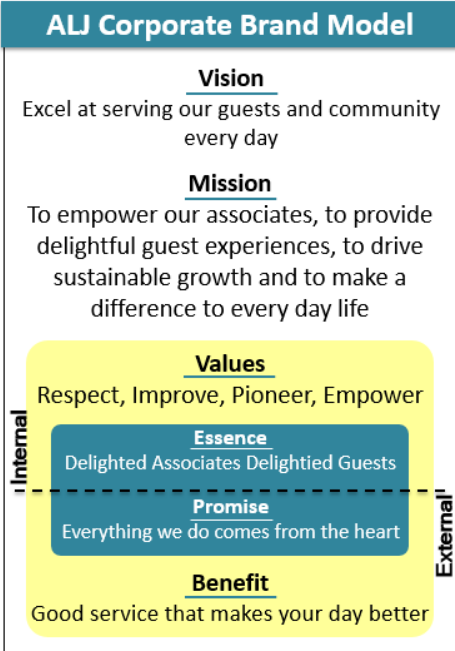 ALJ Corporate Brand Model
Vision
Excel at serving our guests and community
every day
Mission
To empower our associates, to provide
delightful guest experiences, to drive
sustainable growth and to make a
difference to every day life
Values
Respect, Improve, Pioneer, Empower
Internal
Essence
Delighted Associates Delightied Guests
Promise
Everything we do comes from the heart
External
Benefit
Good service that makes your day better